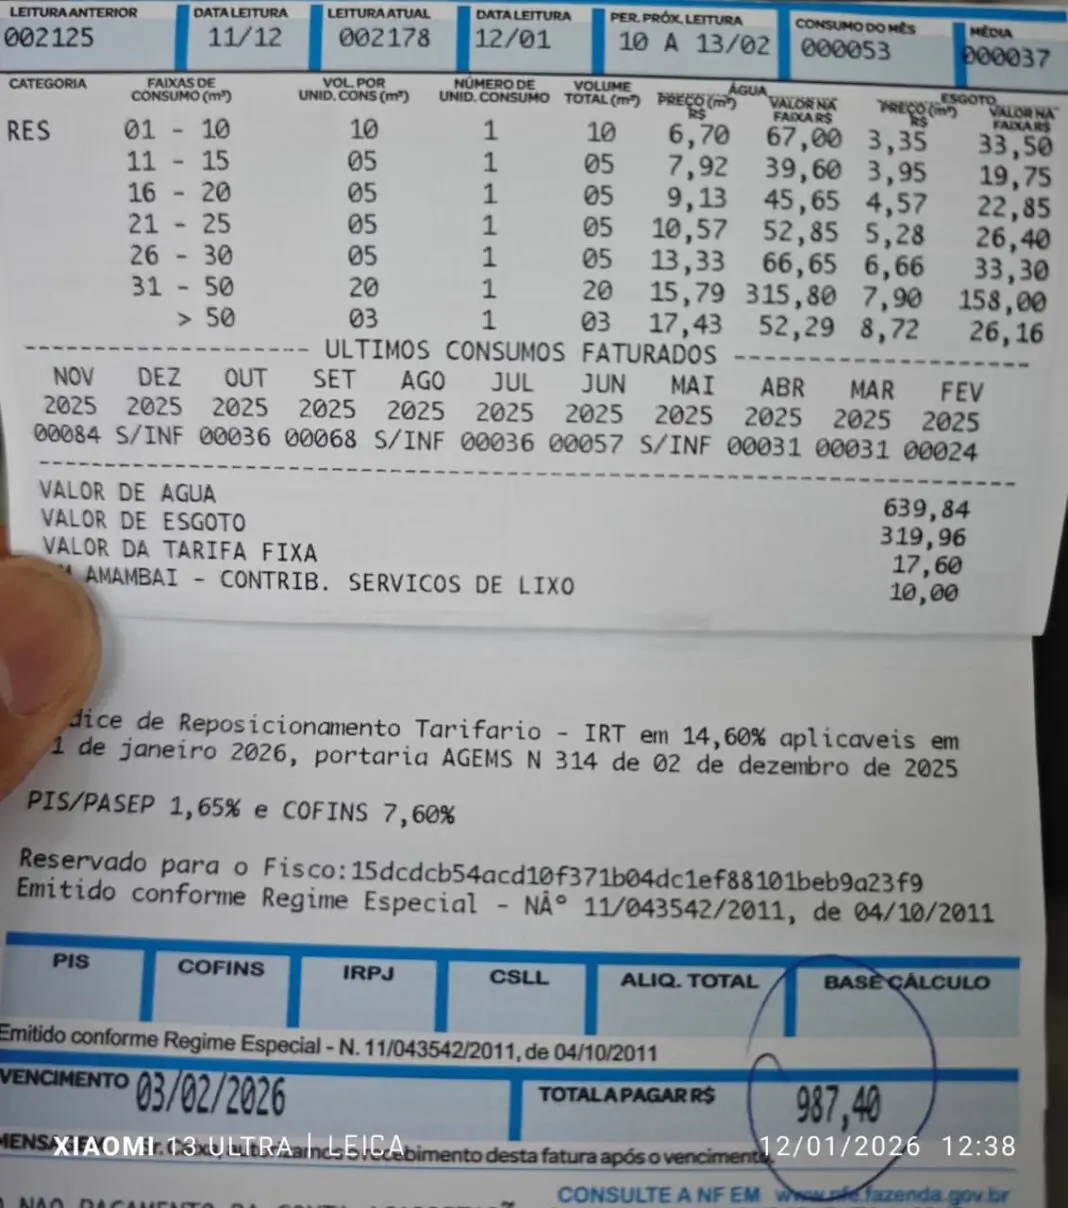 LEITURA ANTERIOR DATA LEITURA LEITURA ATUAL DATA LEITURA PER. PRÓX. LEITURA CONSUMO DO MÊS MÉDIA
002125 11/12 002178 12/01 10 A 13/02 000053 000037
CATEGORIA FAIXAS DE CONSUMO (m³) VOL. POR UNID. CONS (m³) NÚMERO DE UNID. CONSUMO VOLUME TOTAL (m³) ÁGUA PREÇO (m³) R$ VALOR NA FAIXA R$ ESGOTO PREÇO (m³) R$ VALOR NA FAIXA R$
RES 01 - 10 10 1 10 6,70 67,00 3,35 33,50
11 - 15 05 1 05 7,92 39,60 3,95 19,75
16 - 20 05 1 05 9,13 45,65 4,57 22,85
21 - 25 05 1 05 10,57 52,85 5,28 26,40
26 - 30 05 1 05 13,33 66,65 6,66 33,30
31 - 50 20 1 20 15,79 315,80 7,90 158,00
> 50 03 1 03 17,43 52,29 8,72 26,16
--------------------- ULTIMOS CONSUMOS FATURADOS ---------------------
NOV DEZ OUT SET AGO JUL JUN MAI ABR MAR FEV
2025 2025 2025 2025 2025 2025 2025 2025 2025 2025 2025
00084 S/INF 00036 00068 S/INF 00036 00057 S/INF 00031 00031 00024
VALOR DE AGUA 639,84
VALOR DE ESGOTO 319,96
VALOR DA TARIFA FIXA 17,60
AMAMBAI - CONTRIB. SERVICOS DE LIXO 10,00
dice de Reposicionamento Tarifario - IRT em 14,60% aplicaveis em
1 de janeiro 2026, portaria AGEMS N 314 de 02 de dezembro de 2025
PIS/PASEP 1,65% e COFINS 7,60%
Reservado para o Fisco:15dcdcb54acd10f371b04dc1ef88101beb9a23f9
Emitido conforme Regime Especial - NÂº 11/043542/2011, de 04/10/2011
PIS COFINS IRPJ CSLL ALIQ. TOTAL BASE CÁLCULO
Emitido conforme Regime Especial - N. 11/043542/2011, de 04/10/2011
VENCIMENTO 03/02/2026 TOTAL A PAGAR R$ 987,40
MENSAGEM Sr. Caixa, autorizamos o recebimento desta fatura após o vencimento.
XIAOMI 13 ULTRA | LEICA 12/01/2026 12:38
CONSULTE A NF EM www.nfe.fazenda.gov.br